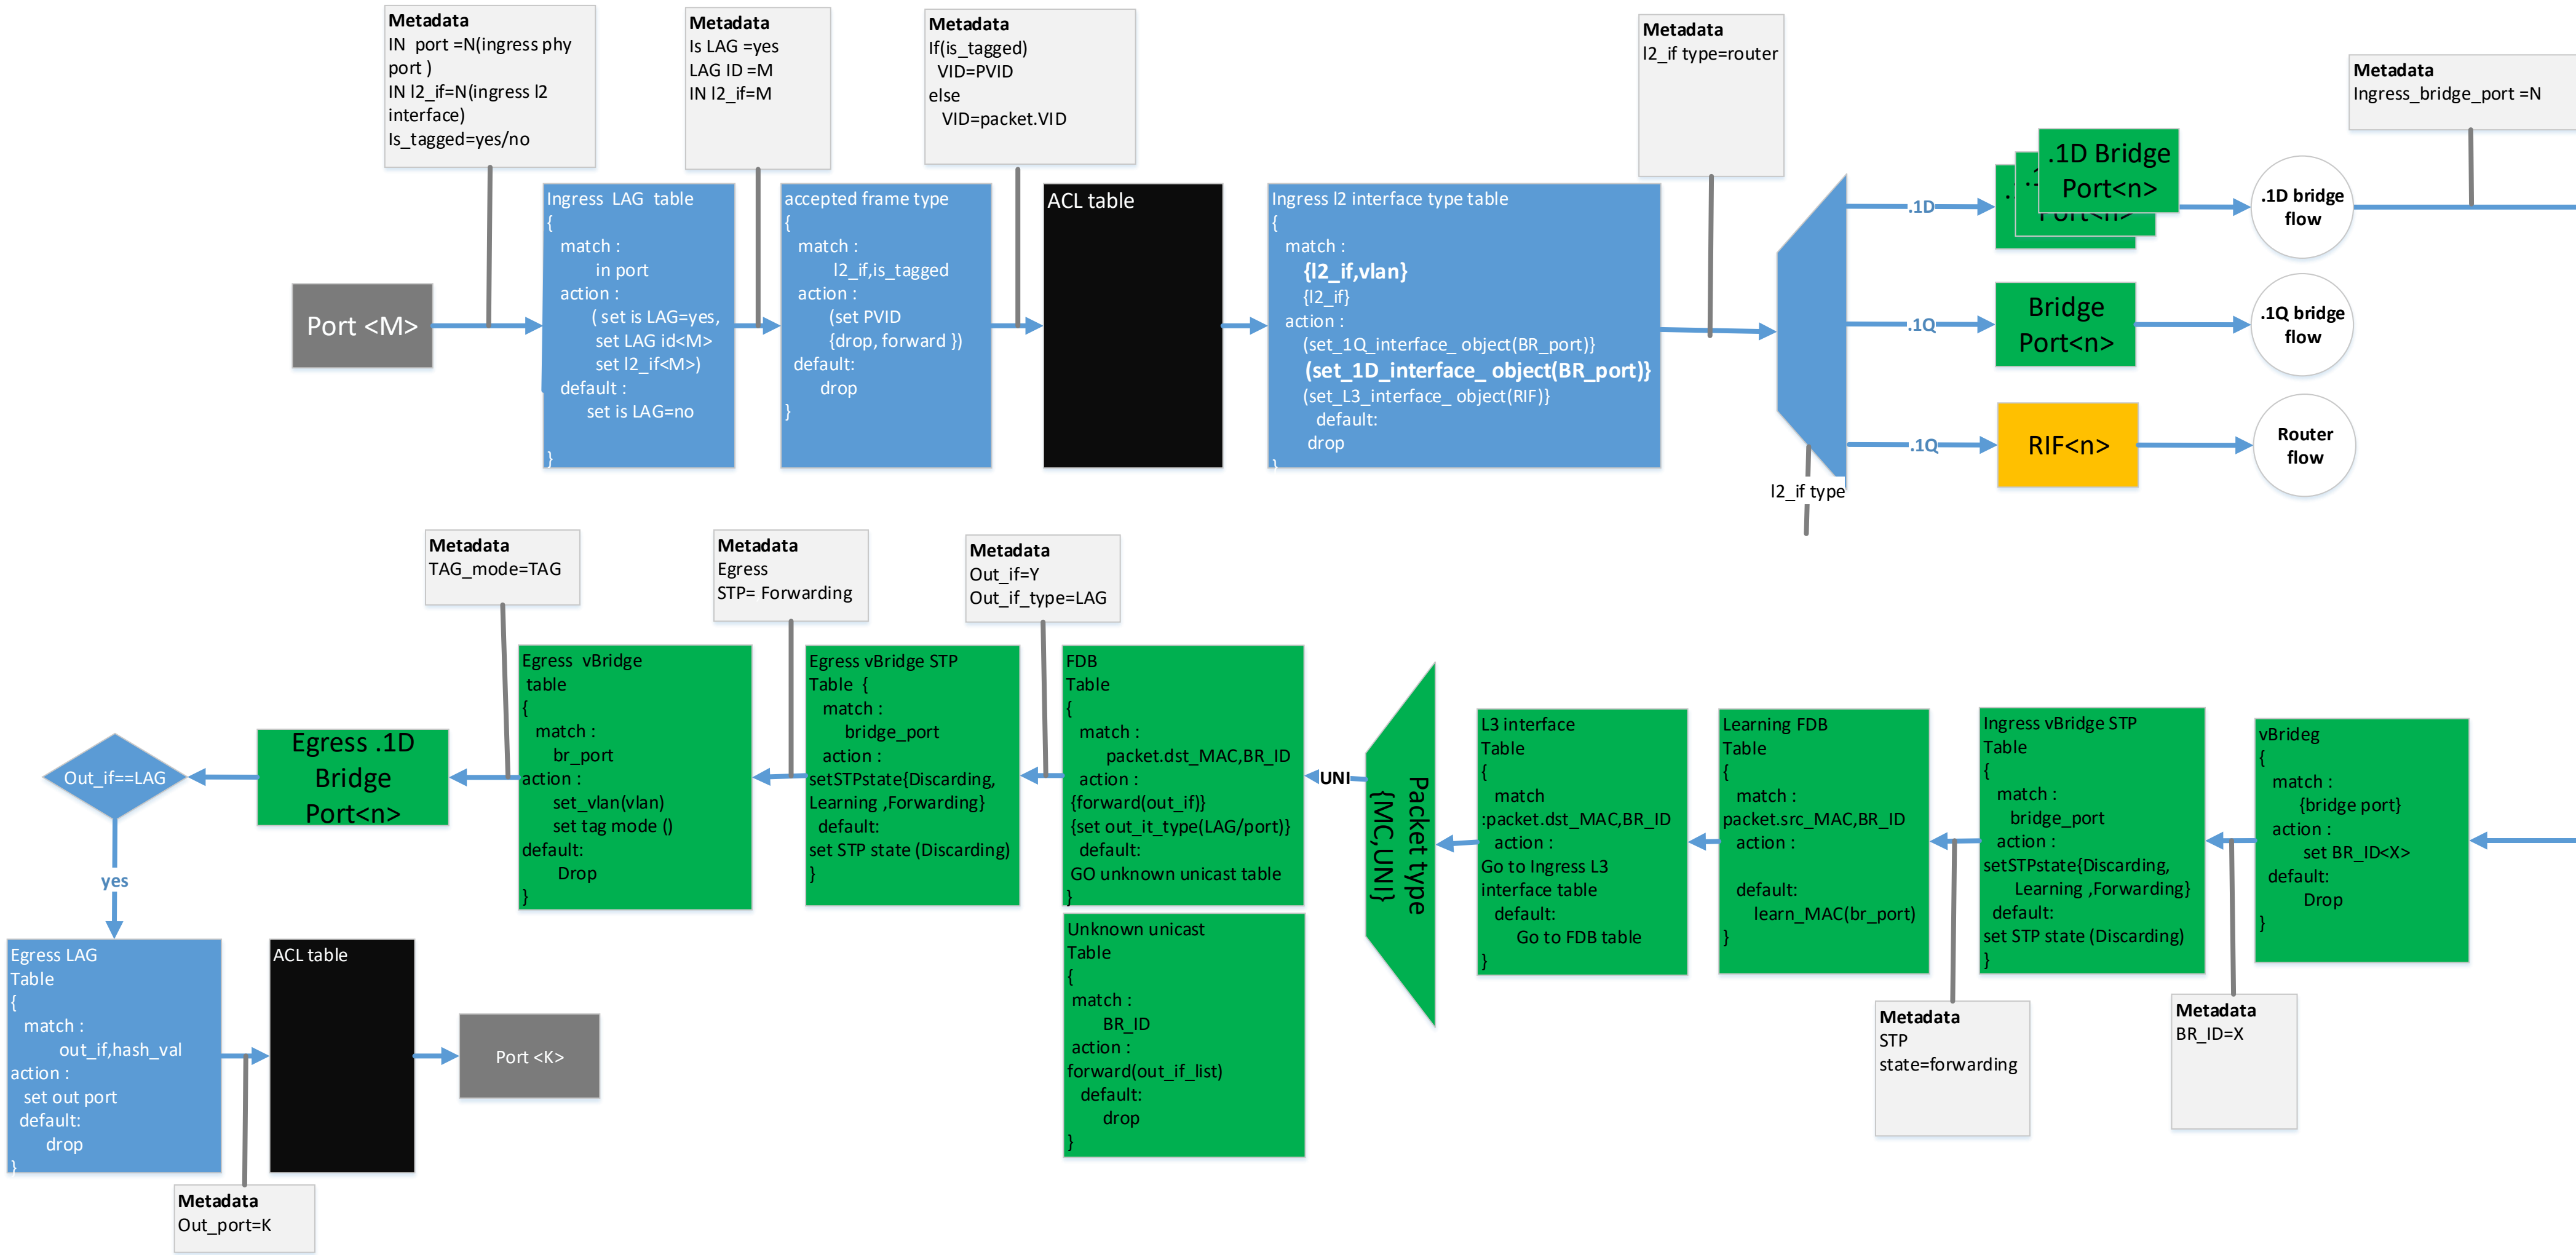 Metadata
IN port =N(ingress phy
port )
IN l2_if=N(ingress l2
interface)
Is_tagged=yes/no
Metadata
Is LAG =yes
LAG ID =M
IN l2_if=M
Metadata
If(is_tagged)
VID=PVID
else
VID=packet.VID
Metadata
l2_if type=router
Metadata
Ingress_bridge_port =N
Port <M>
Ingress LAG table
{
match :
in port
action :
( set is LAG=yes,
set LAG id<M>
set l2_if<M>)
default :
set is LAG=no
}
accepted frame type
{
match :
l2_if,is_tagged
action :
(set PVID
{drop, forward })
default:
drop
}
ACL table
Ingress l2 interface type table
{
match :
{l2_if,vlan}
{l2_if}
action :
(set_1Q_interface_ object(BR_port)}
(set_1D_interface_ object(BR_port)}
(set_L3_interface_ object(RIF)}
default:
drop
}
l2_if type
.1D
.1Q
.1Q
.1D Bridge
Port<n>
Port<n>
Bridge
Port<n>
RIF<n>
.1D bridge
flow
.1Q bridge
flow
Router
flow
Metadata
TAG_mode=TAG
Metadata
Egress
STP= Forwarding
Metadata
Out_if=Y
Out_if_type=LAG
Out_if==LAG
yes
Egress .1D
Bridge
Port<n>
Egress vBridge
table
{
match :
br_port
action :
set_vlan(vlan)
set tag mode ()
default:
Drop
}
Egress vBridge STP
Table {
match :
bridge_port
action :
setSTPstate{Discarding,
Learning ,Forwarding}
default:
set STP state (Discarding)
}
FDB
Table
{
match :
packet.dst_MAC,BR_ID
action :
{forward(out_if)}
{set out_it_type(LAG/port)}
default:
GO unknown unicast table
}
Unknown unicast
Table
{
match :
BR_ID
action :
forward(out_if_list)
default:
drop
}
UNI
Packet type
{MC,UNI}
L3 interface
Table
{
match
:packet.dst_MAC,BR_ID
action :
Go to Ingress L3
interface table
default:
Go to FDB table
}
Learning FDB
Table
{
match :
packet.src_MAC,BR_ID
action :
default:
learn_MAC(br_port)
}
Ingress vBridge STP
Table
{
match :
bridge_port
action :
setSTPstate{Discarding,
Learning ,Forwarding}
default:
set STP state (Discarding)
}
vBrideg
{
match :
{bridge port}
action :
set BR_ID<X>
default:
Drop
}
Metadata
STP
state=forwarding
Metadata
BR_ID=X
Egress LAG
Table
{
match :
out_if,hash_val
action :
set out port
default:
drop
}
ACL table
Port <K>
Metadata
Out_port=K